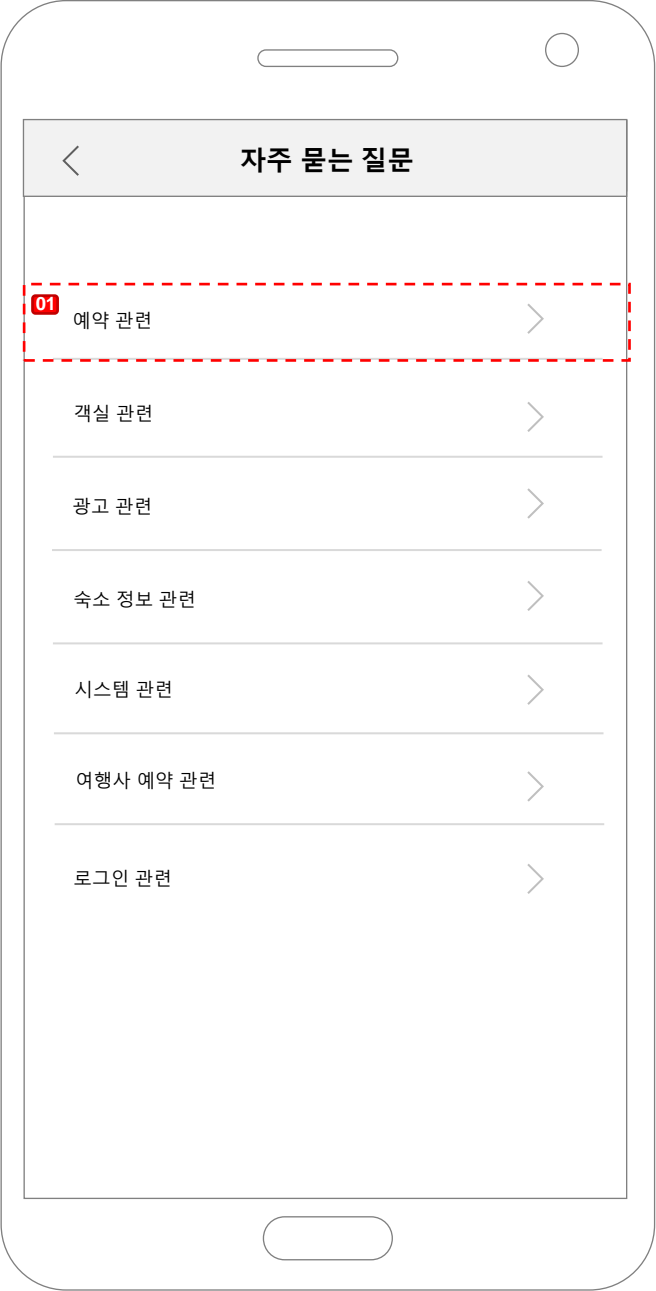 자주 묻는 질문
01
예약 관련
객실 관련
광고 관련
숙소 정보 관련
시스템 관련
여행사 예약 관련
로그인 관련